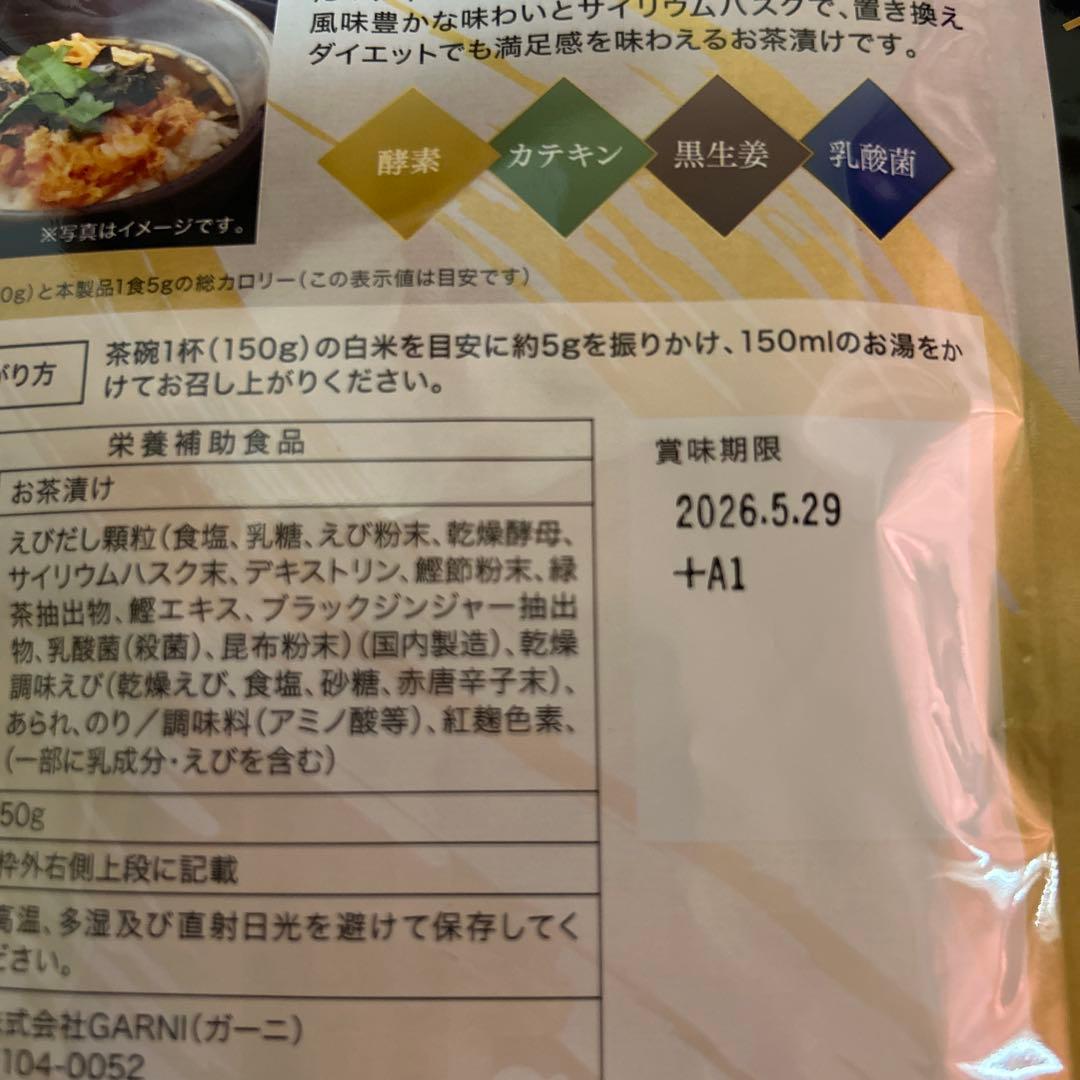 風味豊かな味わいとサイリウムハスクで、置き換え
ダイエットでも満足感を味わえるお茶漬けです。
酵素
カテキン
黒生姜
乳酸菌
※写真はイメージです。
0g)と本製品1食5gの総カロリー(この表示値は目安です)
がり方
茶碗1杯(150g)の白米を目安に約5gを振りかけ、150mlのお湯をか
けてお召し上がりください。
栄養補助食品
お茶漬け
えびだし顆粒(食塩、乳糖、えび粉末、乾燥酵母、
サイリウムハスク末、デキストリン、鰹節粉末、緑
茶抽出物、鰹エキス、ブラックジンジャー抽出
物、乳酸菌(殺菌)、昆布粉末)(国内製造)、乾燥
調味えび(乾燥えび、食塩、砂糖、赤唐辛子末)、
あられ、のり/調味料(アミノ酸等)、紅麹色素、
(一部に乳成分・えびを含む)
50g
枠外右側上段に記載
高温、多湿及び直射日光を避けて保存してく
ださい。
株式会社GARNI(ガーニ)
104-0052
賞味期限
2026.5.29
+A1